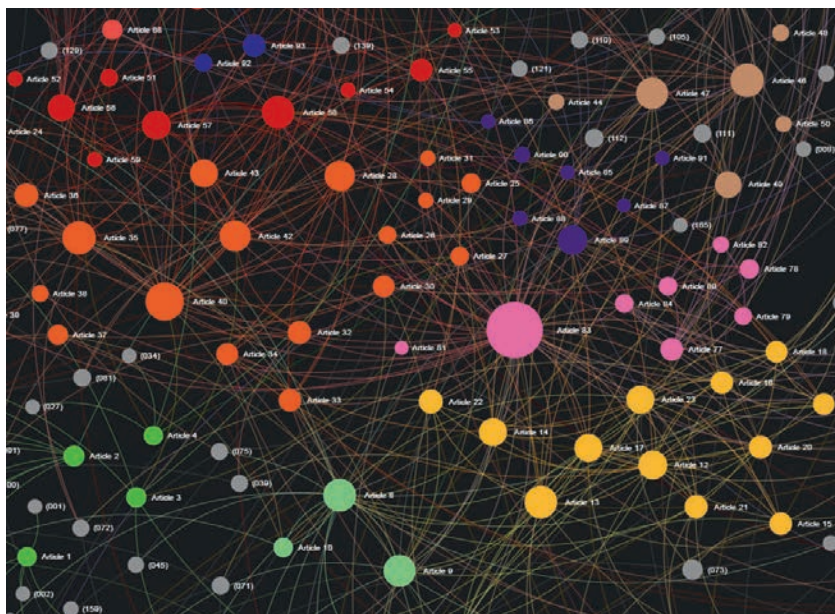 Article 68
Article 93
(139)
Article 53
(110)
(105)
Article 48
(129)
Article 92
Article 55
(121)
Article 52
Article 51
Article 54
Article 47
Article 46
Article 56
Article 44
Article 50
Article 57
Article 58
Article 86
Article 24
(112)
(111)
(009)
Article 59
Article 31
Article 90
Article 91
Article 43
Article 28
Article 25
Article 85
Article 49
Article 36
Article 29
Article 87
Article 88
(165)
(077)
Article 35
Article 42
Article 26
Article 89
Article 82
Article 27
Article 78
Article 38
Article 40
Article 30
Article 80
Article 84
Article 79
Article 37
Article 32
Article 83
Article 81
Article 77
Article 18
(034)
Article 34
(081)
Article 16
(027)
Article 33
Article 22
Article 23
Article 4
Article 14
Article 2
(075)
Article 17
Article 20
Article 12
(039)
Article 3
Article 8
Article 13
Article 21
(001)
Article 15
(072)
Article 10
Article 1
(045)
Article 9
(073)
(071)
(002)
(159)